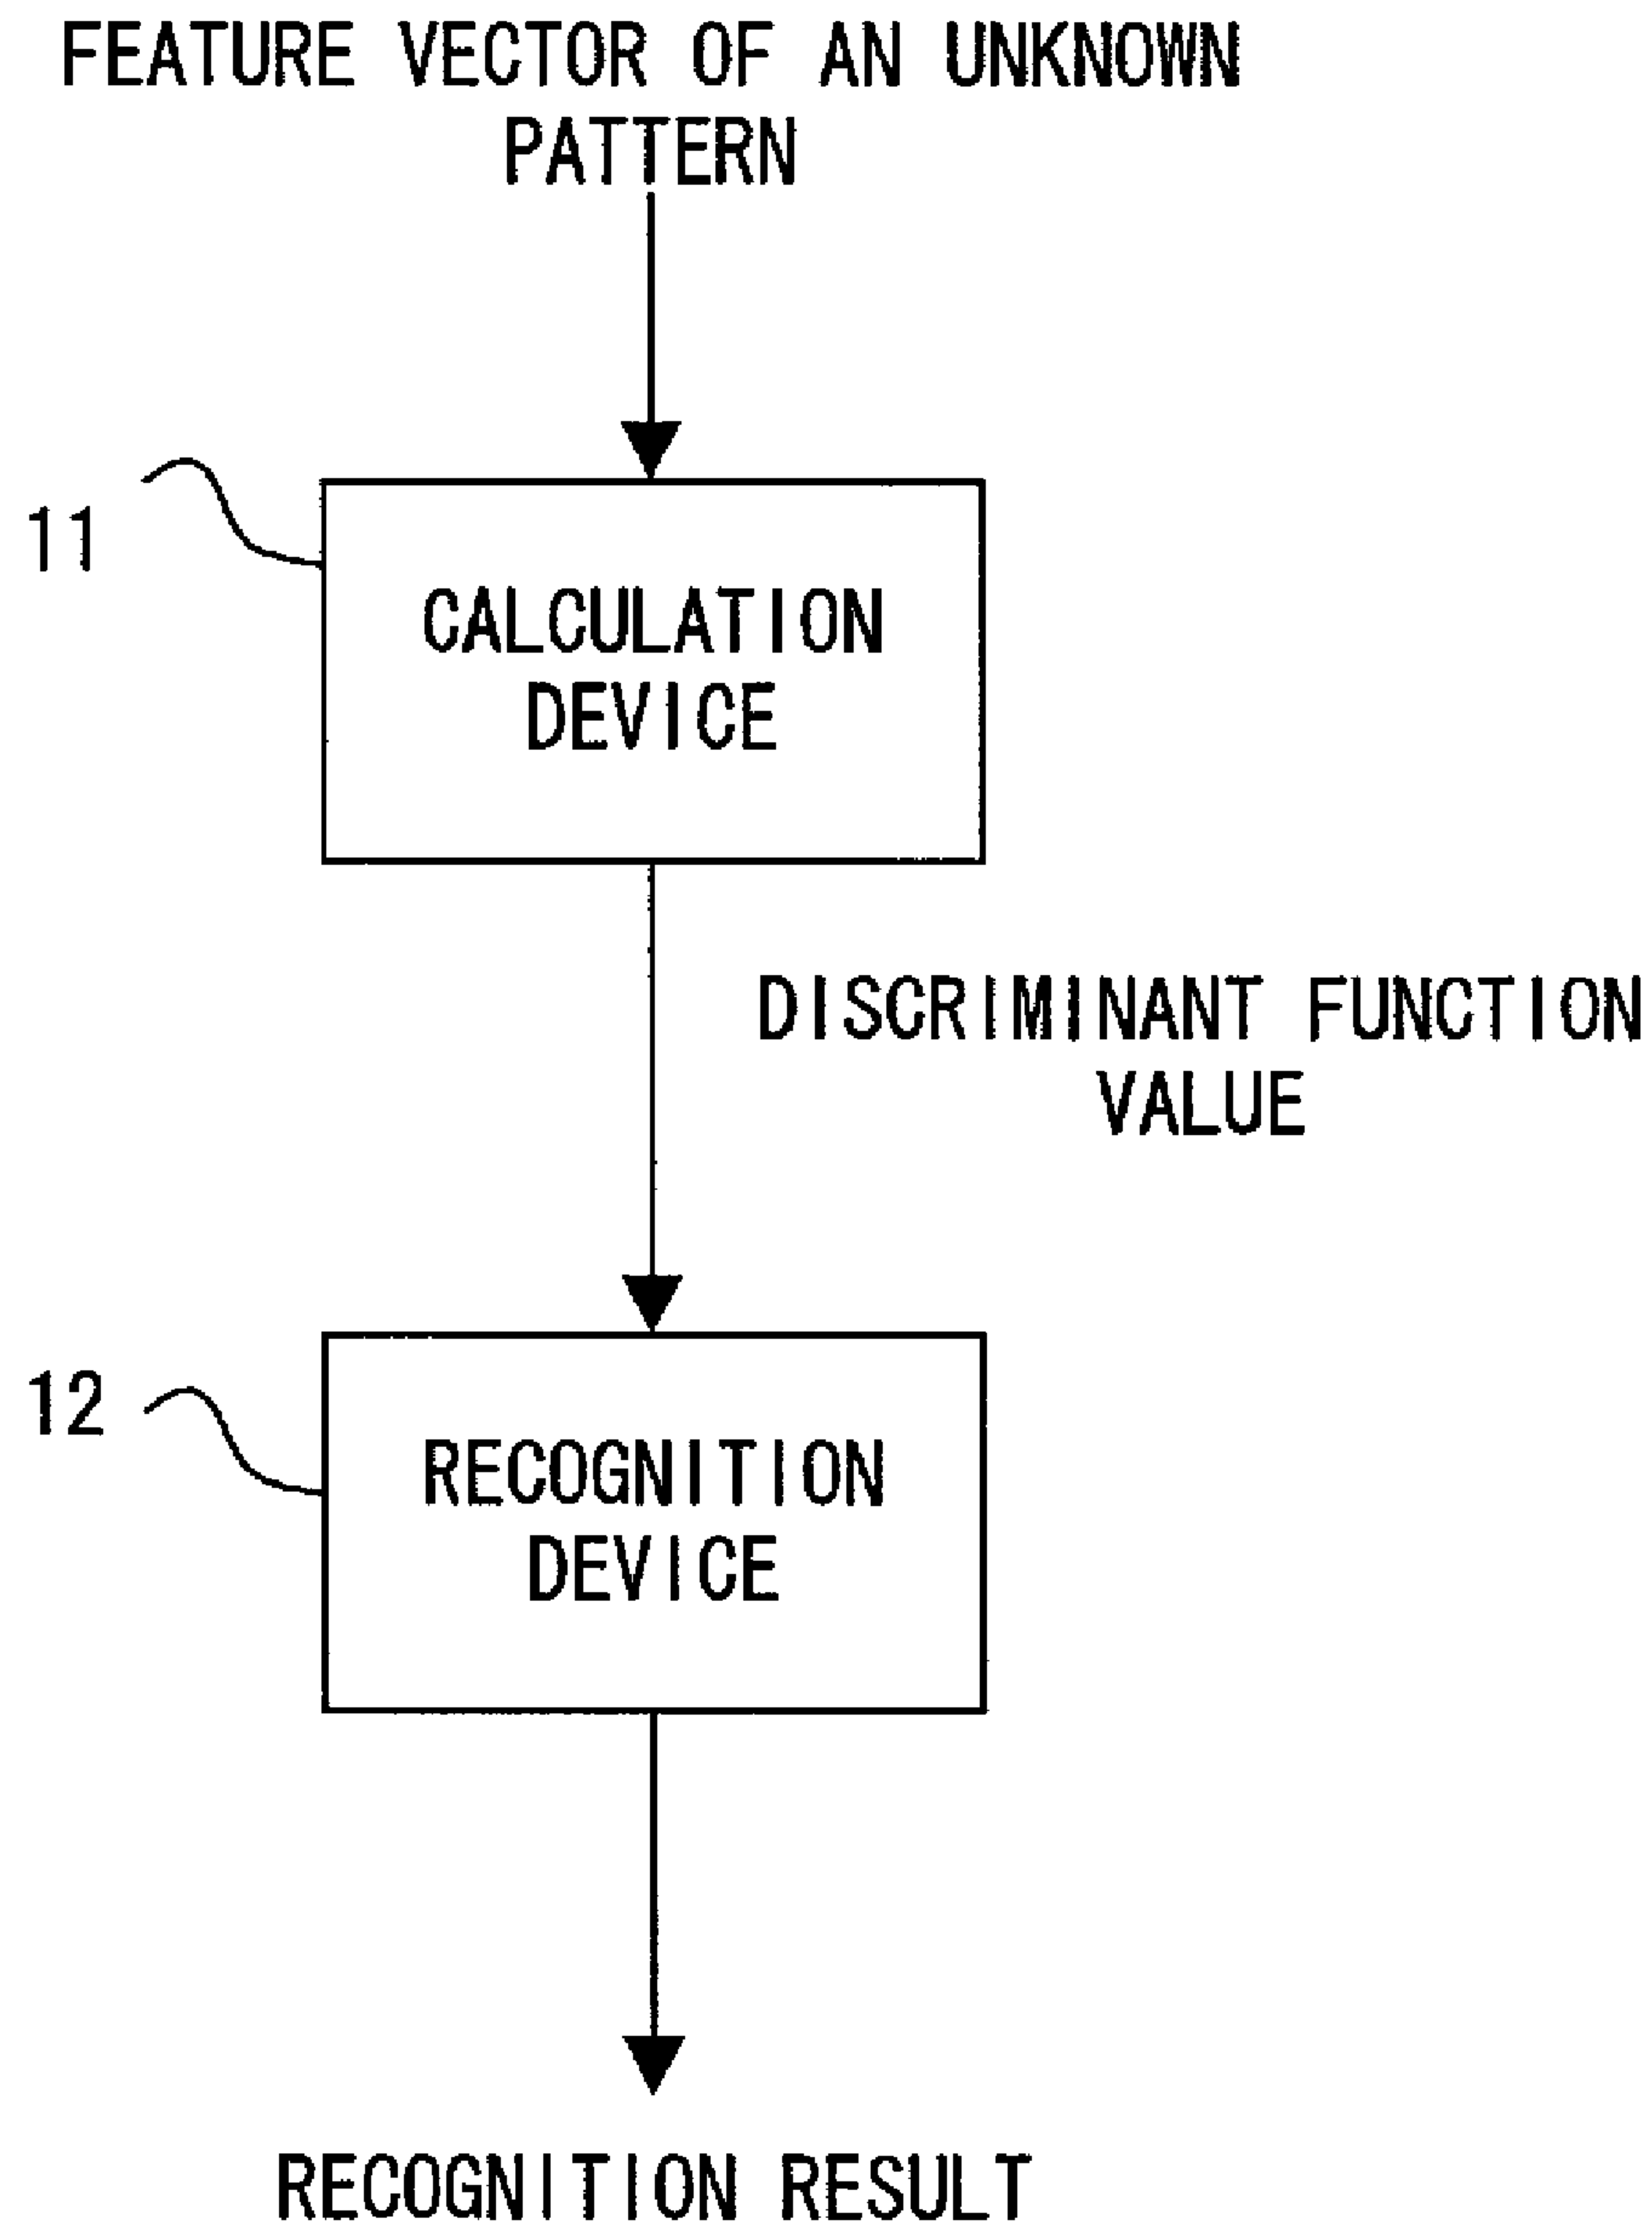 FEATURE VECTOR OF AN UNKNOWN
PATTERN
11
CALCULATION
DEVICE
DISCRIMINANT FUNCTION
VALUE
12
RECOGNITION
DEVICE
RECOGNITION RESULT